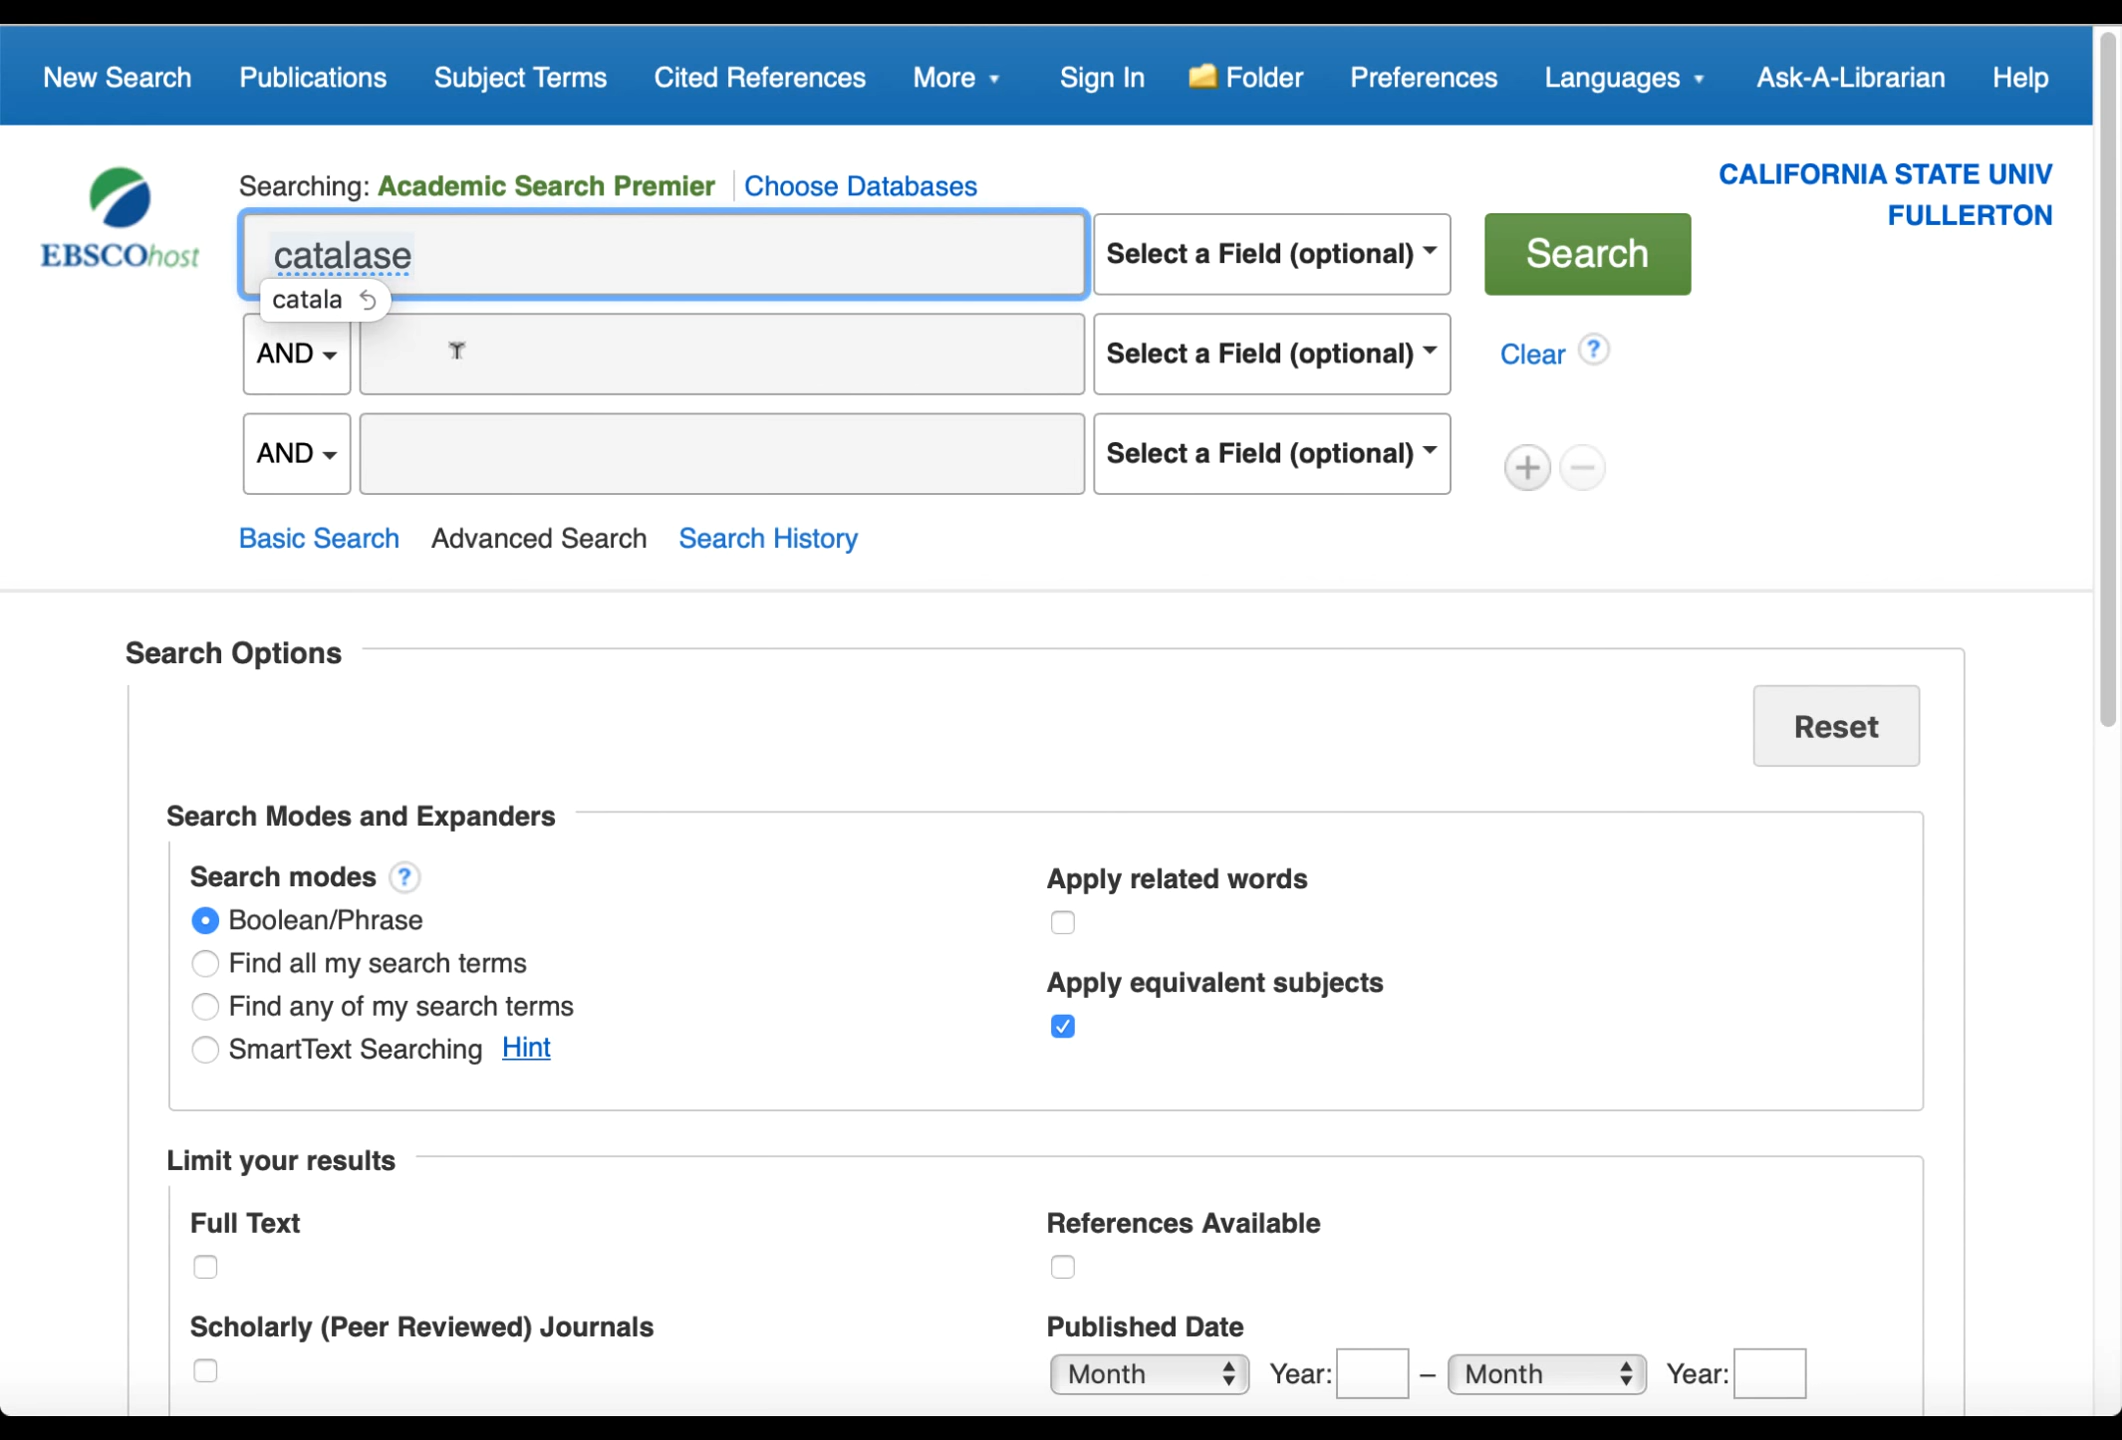 New Search Publications Subject Terms Cited References More Sign In Folder Preferences Languages Ask-A-Librarian Help
EBSCOhost
Searching: Academic Search Premier Choose Databases
CALIFORNIA STATE UNIV
FULLERTON
catalase Select a Field (optional) Search
catala
AND Select a Field (optional) Clear ?
AND Select a Field (optional)
Basic Search Advanced Search Search History
Search Options
Reset
Search Modes and Expanders
Search modes ?
Boolean/Phrase
Find all my search terms
Find any of my search terms
SmartText Searching Hint
Apply related words
Apply equivalent subjects
Limit your results
Full Text
References Available
Scholarly (Peer Reviewed) Journals
Published Date
Month Year: – Month Year: